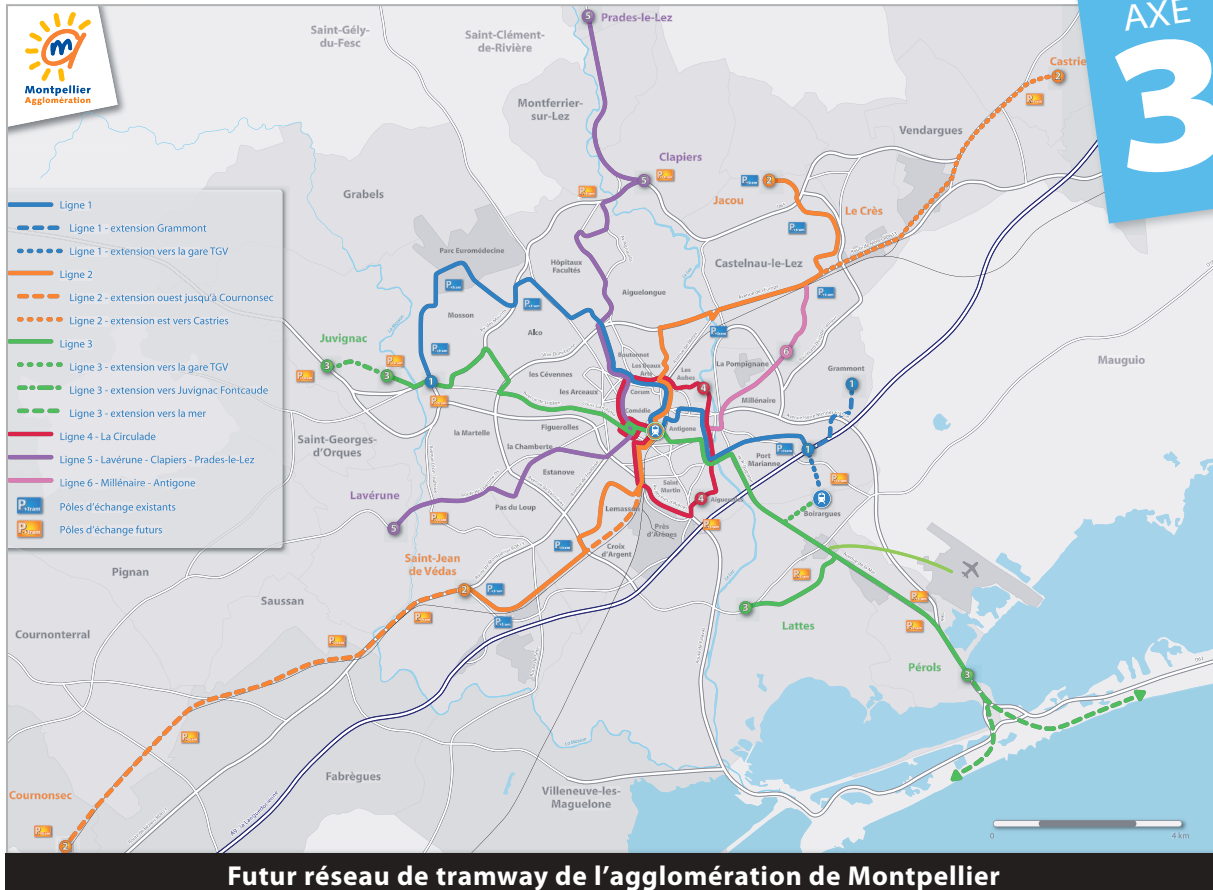 Montpellier
Agglomération
AXE
3
Prades-le-Lez
Saint-Gély-
du-Fesc
Saint-Clément-
de-Rivière
Montferrier-
sur-Lez
Clapiers
Castrie
Vendargues
Grabels
Jacou
Le Crès
Parc Euromédecine
Hôpitaux
Facultés
Castelnau-le-Lez
Aiguelongue
Mosson
Alco
Juvignac
Mauguio
Boutonnet
Les Beaux
Arts
Les
Aubes
La Pompignane
Grammont
les Cévennes
les Arceaux
Corum
Comédie
Millénaire
Antigone
Figuerolles
la Martelle
la Chamberte
Saint-Georges-
d'Orques
Estanove
Port
Marianne
Lavérune
Pas du Loup
Saint
Martin
Aiguerelles
Boirargues
Lemasson
Près
d'Arènes
Croix
d'Argent
Saint-Jean
de Védas
Pignan
Saussan
Cournonterral
Lattes
Pérols
Fabrègues
Villeneuve-les-
Maguelone
Cournonsec
A9 - la Languedocienne
Ligne 1
Ligne 1 - extension Grammont
Ligne 1 - extension vers la gare TGV
Ligne 2
Ligne 2 - extension ouest jusqu'à Cournonsec
Ligne 2 - extension est vers Castries
Ligne 3
Ligne 3 - extension vers la gare TGV
Ligne 3 - extension vers Juvignac Fontcaude
Ligne 3 - extension vers la mer
Ligne 4 - La Circulade
Ligne 5 - Lavérune - Clapiers - Prades-le-Lez
Ligne 6 - Millénaire - Antigone
P+tram Pôles d'échange existants
P+tram Pôles d'échange futurs
0 4 km
Futur réseau de tramway de l'agglomération de Montpellier